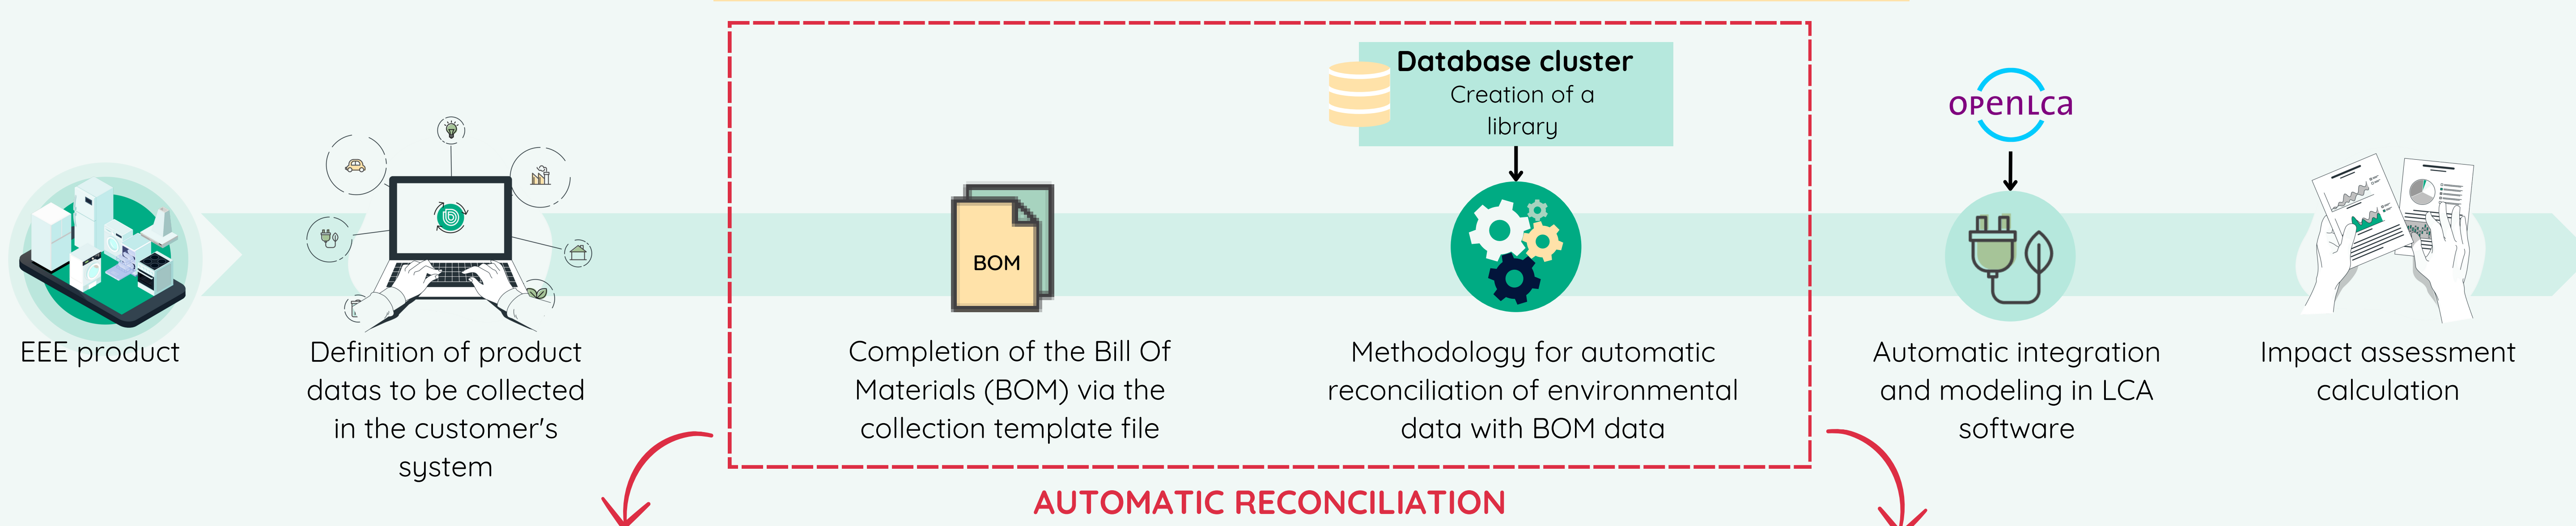 Database cluster
Creation of a
library
openLca
BOM
EEE product
Definition of product
datas to be collected
in the customer's
system
Completion of the Bill Of
Materials (BOM) via the
collection template file
Methodology for automatic
reconciliation of environmental
data with BOM data
Automatic integration
and modeling in LCA
software
Impact assessment
calculation
AUTOMATIC RECONCILIATION